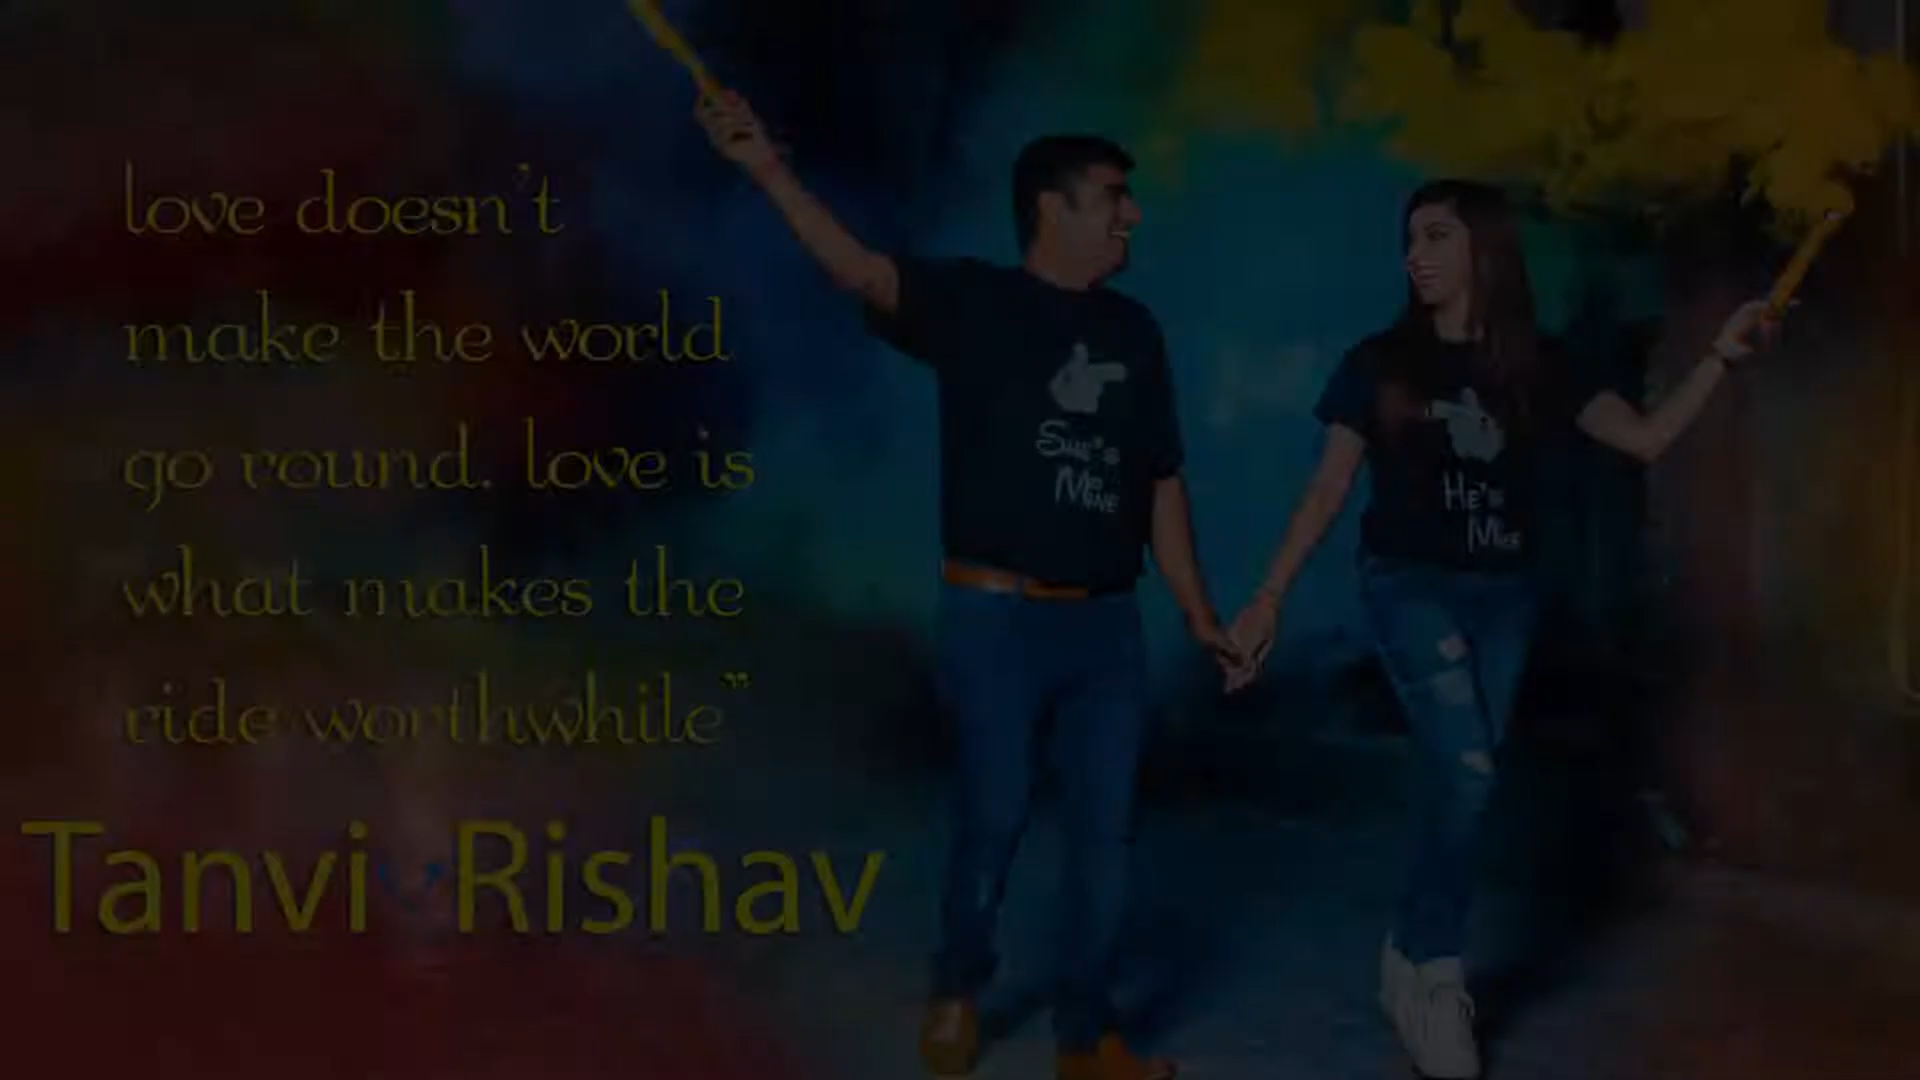 love doesn't
make the world
go round. love is
what makes the
ride worthwhile"
Tanvi Rishav
She's
Mine
He's
Mine